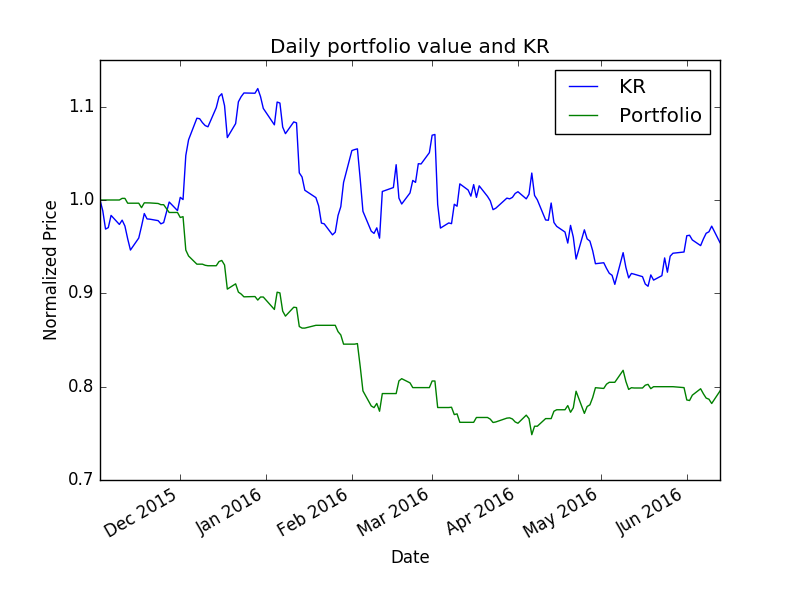 Daily portfolio value and KR
KR
Portfolio
1.1
1.0
0.9
0.8
0.7
Normalized Price
Dec 2015
Jan 2016
Feb 2016
Mar 2016
Apr 2016
May 2016
Jun 2016
Date